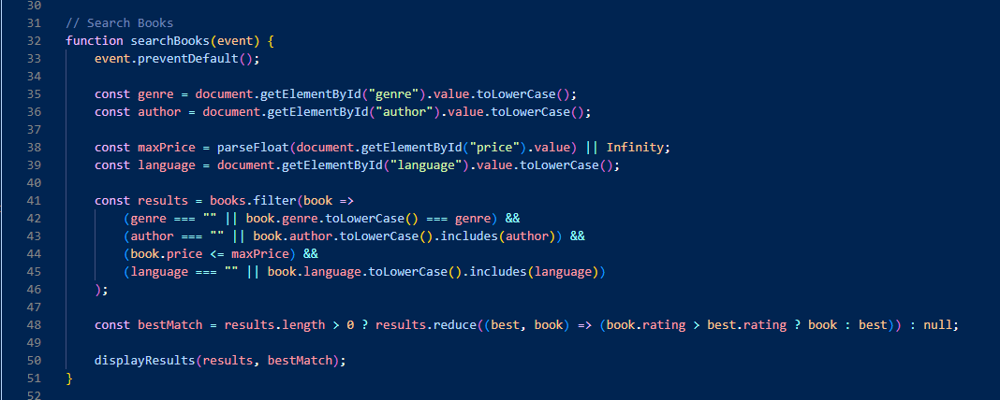 30
31 // Search Books
32 function searchBooks(event) {
33     event.preventDefault();
34
35     const genre = document.getElementById("genre").value.toLowerCase();
36     const author = document.getElementById("author").value.toLowerCase();
37
38     const maxPrice = parseFloat(document.getElementById("price").value) || Infinity;
39     const language = document.getElementById("language").value.toLowerCase();
40
41     const results = books.filter(book =>
42         (genre === "" || book.genre.toLowerCase() === genre) &&
43         (author === "" || book.author.toLowerCase().includes(author)) &&
44         (book.price <= maxPrice) &&
45         (language === "" || book.language.toLowerCase().includes(language))
46     );
47
48     const bestMatch = results.length > 0 ? results.reduce((best, book) => (book.rating > best.rating ? book : best)) : null;
49
50     displayResults(results, bestMatch);
51 }
52